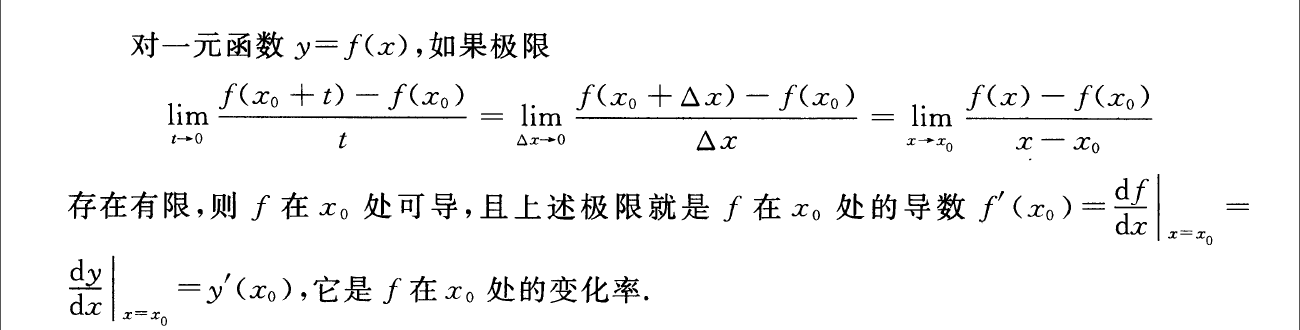 对一元函数 y=f(x),如果极限
$$\lim_{t \to 0} \frac{f(x_0+t)-f(x_0)}{t} = \lim_{\Delta x \to 0} \frac{f(x_0+\Delta x)-f(x_0)}{\Delta x} = \lim_{x \to x_0} \frac{f(x)-f(x_0)}{x-x_0}$$
存在有限,则 f 在 $x_0$ 处可导,且上述极限就是 f 在 $x_0$ 处的导数 $f'(x_0)=\left.\frac{\mathrm{d}f}{\mathrm{d}x}\right|_{x=x_0}=$
$\left.\frac{\mathrm{d}y}{\mathrm{d}x}\right|_{x=x_0}=y'(x_0)$,它是 f 在 $x_0$ 处的变化率.